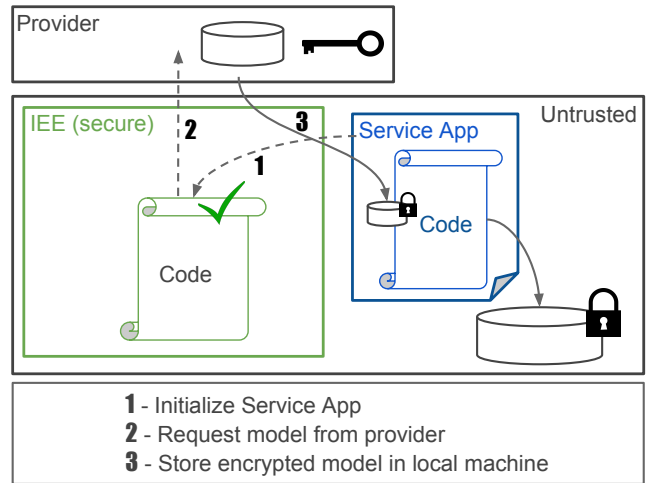 Provider
IEE (secure)
2
3
Service App
Untrusted
1
Code
Code
1 - Initialize Service App
2 - Request model from provider
3 - Store encrypted model in local machine